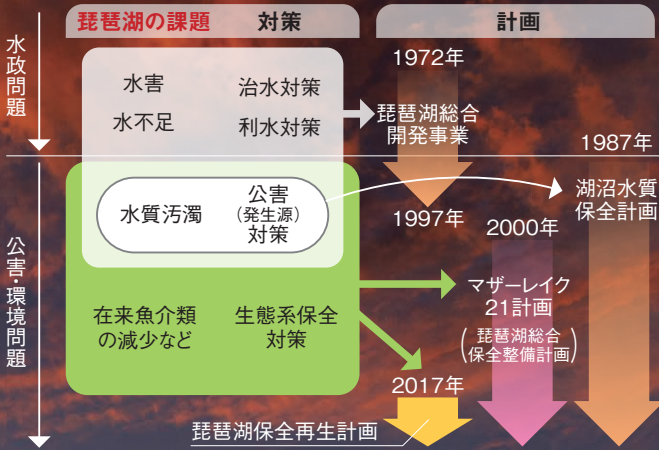 琵琶湖の課題
対策
計画
水政問題
公害・環境問題
水害
治水対策
水不足
利水対策
1972年
琵琶湖総合
開発事業
1997年
1987年
湖沼水質
保全計画
水質汚濁
公害
(発生源)
対策
2000年
マザーレイク
21計画
(琵琶湖総合
保全整備計画)
在来魚介類
の減少など
生態系保全
対策
2017年
琵琶湖保全再生計画